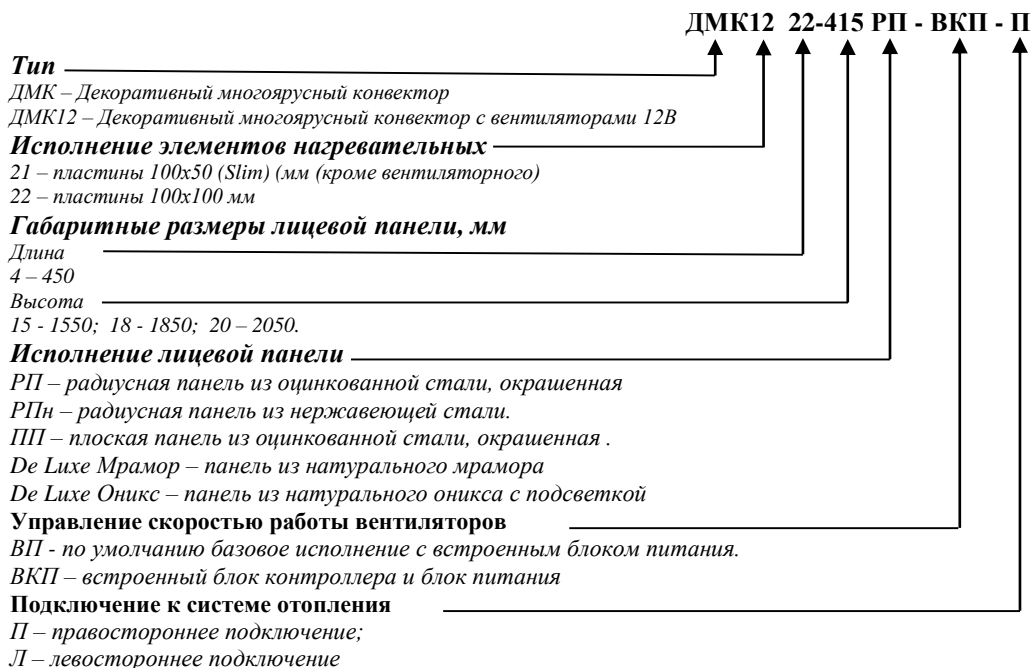 ДМК12 22-415 РП - ВКП - П
Тип
ДМК – Декоративный многоярусный конвектор
ДМК12 – Декоративный многоярусный конвектор с вентиляторами 12В
Исполнение элементов нагревательных
21 – пластины 100х50 (Slim) (мм (кроме вентиляторного)
22 – пластины 100х100 мм
Габаритные размеры лицевой панели, мм
Длина
4 – 450
Высота
15 - 1550; 18 - 1850; 20 – 2050.
Исполнение лицевой панели
РП – радиусная панель из оцинкованной стали, окрашенная
РПн – радиусная панель из нержавеющей стали.
ПП – плоская панель из оцинкованной стали, окрашенная .
De Luxe Мрамор – панель из натурального мрамора
De Luxe Оникс – панель из натурального оникса с подсветкой
Управление скоростью работы вентиляторов
ВП - по умолчанию базовое исполнение с встроенным блоком питания.
ВКП – встроенный блок контроллера и блок питания
Подключение к системе отопления
П – правостороннее подключение;
Л – левостороннее подключение